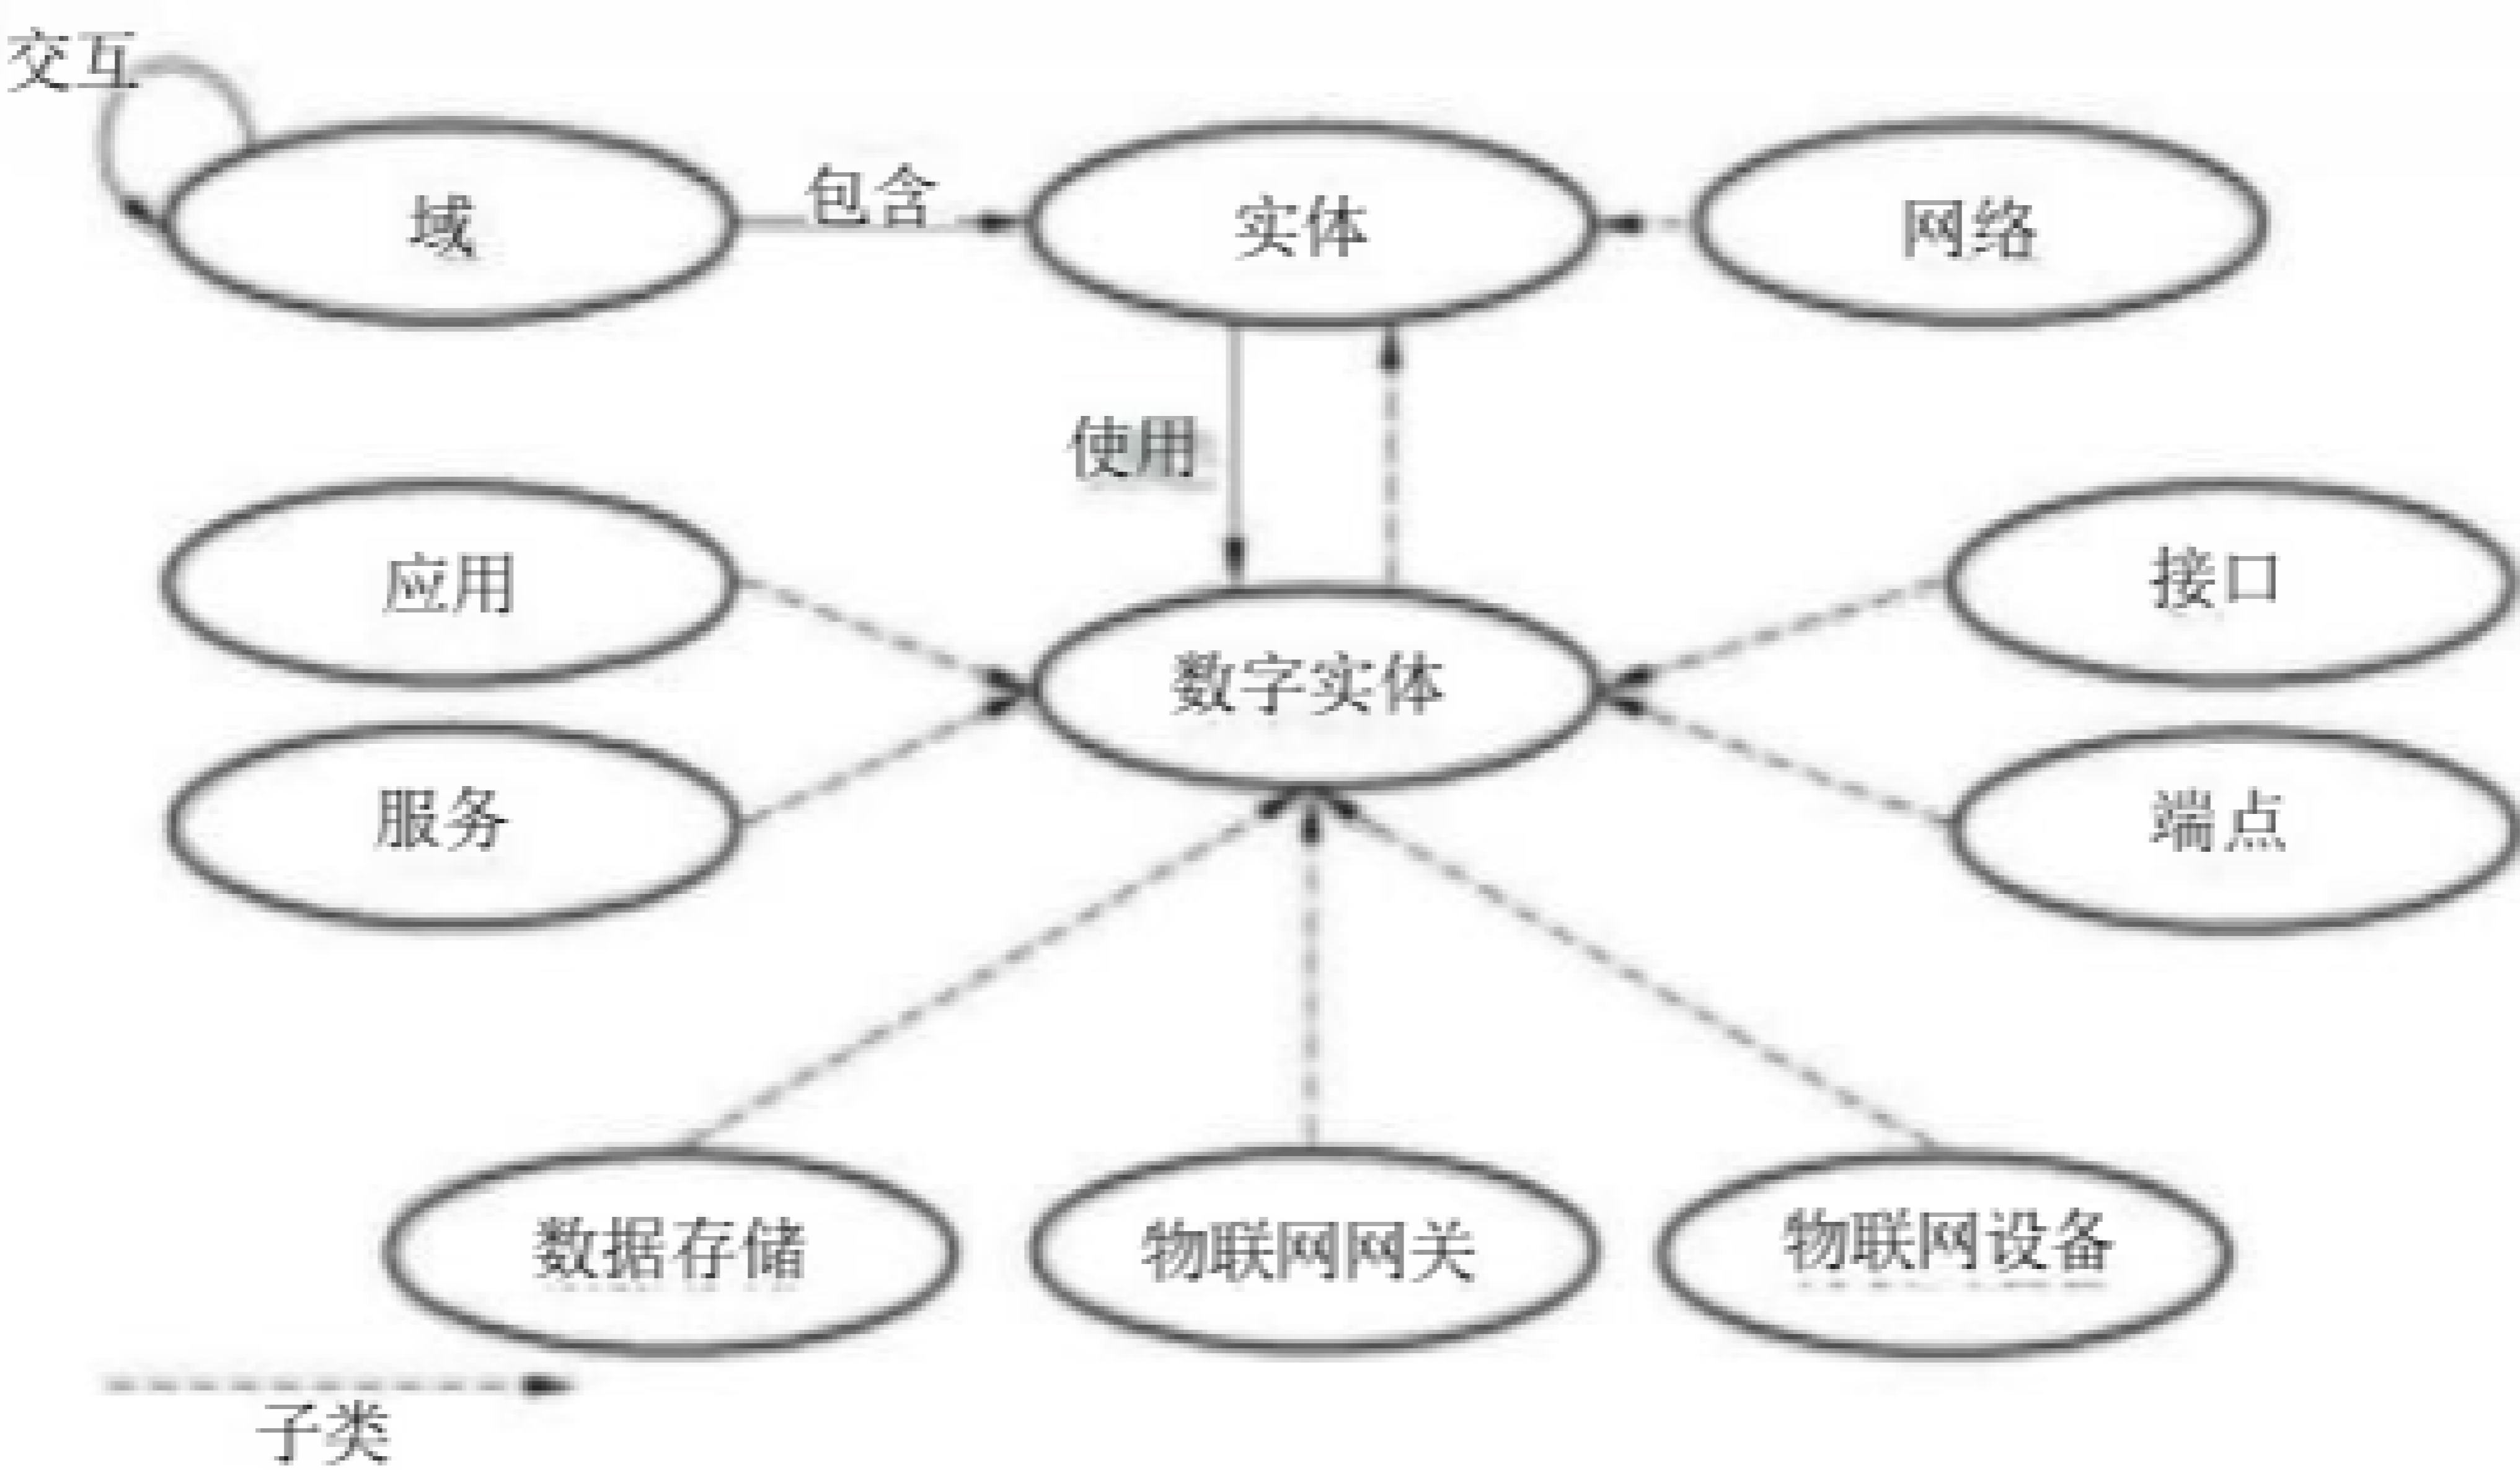 交互
域
包含
实体
网络
使用
应用
接口
数字实体
服务
端点
数据存储
物联网网关
物联网设备
子类